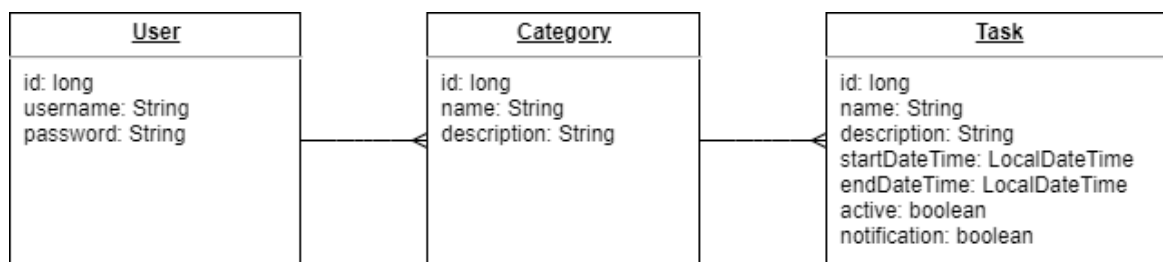 User
id: long
username: String
password: String
Category
id: long
name: String
description: String
Task
id: long
name: String
description: String
startDateTime: LocalDateTime
endDateTime: LocalDateTime
active: boolean
notification: boolean